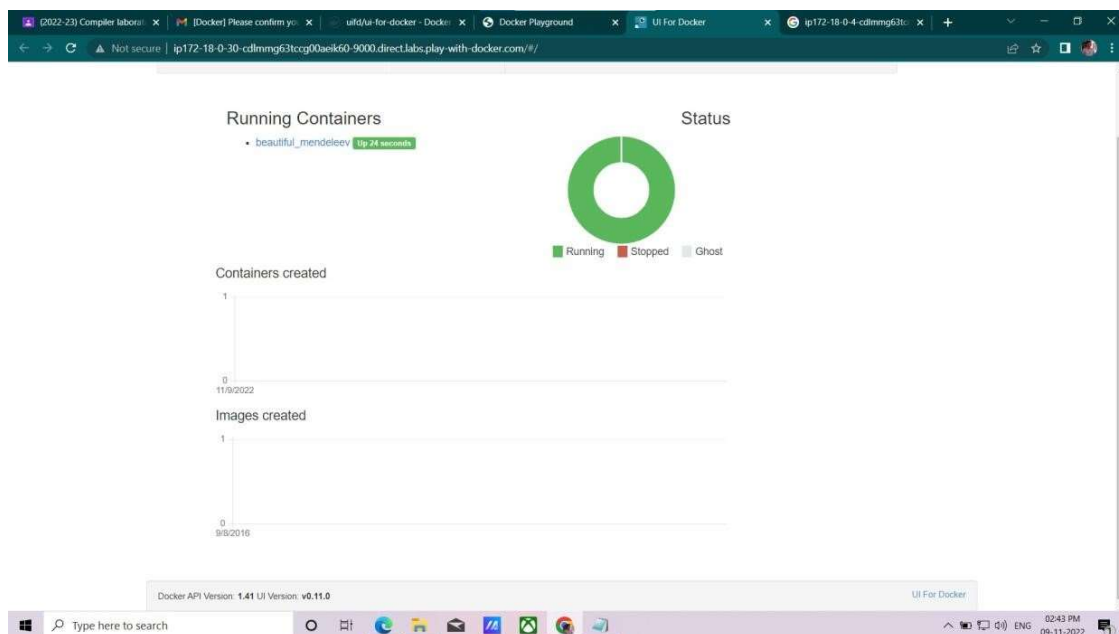 (2022-23) Compiler laborat
[Docker] Please confirm yo
uifd/ui-for-docker - Docker
Docker Playground
UI For Docker
ip172-18-0-4-cdlmmg63tc
Not secure | ip172-18-0-30-cdlmmg63tccg00aeik60-9000.direct.labs.play-with-docker.com/#/
Running Containers
Status
beautiful_mendeleev Up 24 seconds
Running Stopped Ghost
Containers created
1
0
11/9/2022
Images created
1
0
9/8/2016
Docker API Version: 1.41 UI Version: v0.11.0
UI For Docker
Type here to search
ENG
02:43 PM
09-11-2022